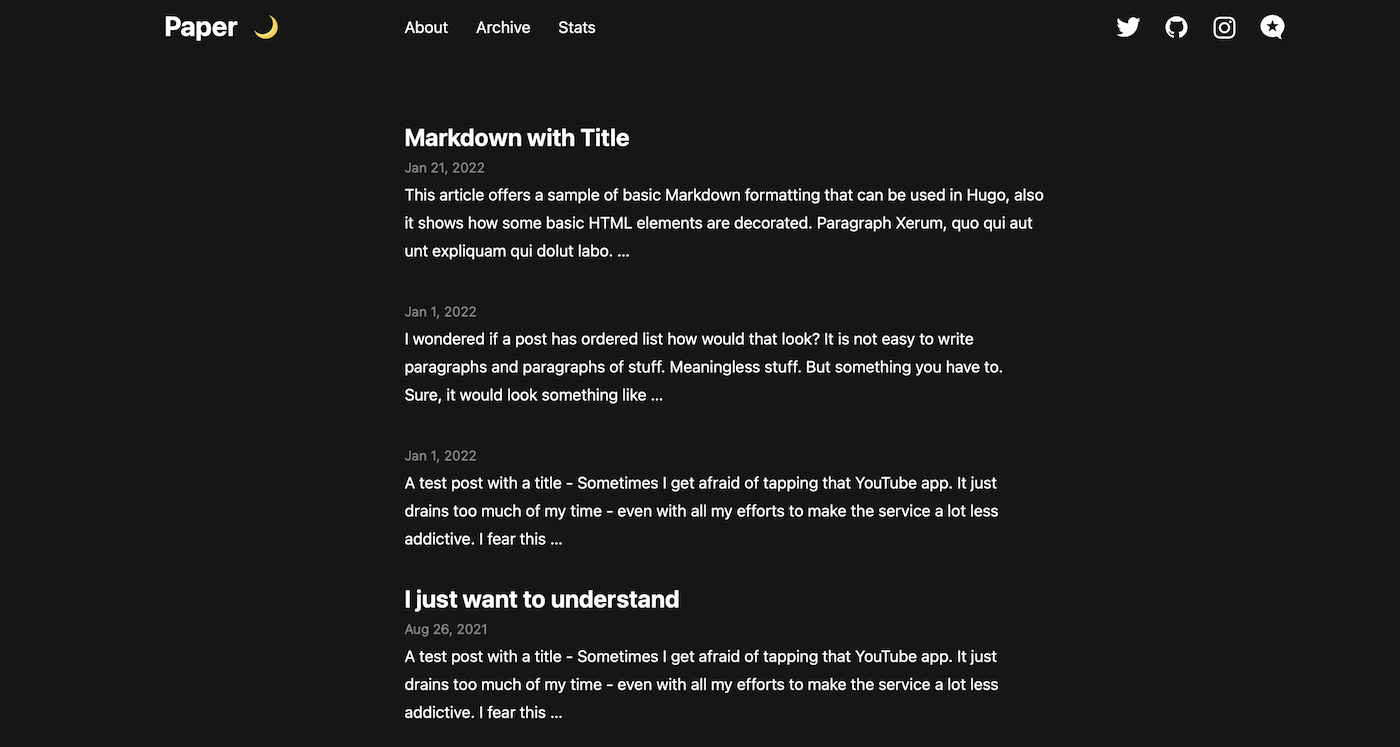 Paper 🌙 About Archive Stats
Markdown with Title
Jan 21, 2022
This article offers a sample of basic Markdown formatting that can be used in Hugo, also
it shows how some basic HTML elements are decorated. Paragraph Xerum, quo qui aut
unt expliquam qui dolut labo. ...
Jan 1, 2022
I wondered if a post has ordered list how would that look? It is not easy to write
paragraphs and paragraphs of stuff. Meaningless stuff. But something you have to.
Sure, it would look something like ...
Jan 1, 2022
A test post with a title - Sometimes I get afraid of tapping that YouTube app. It just
drains too much of my time - even with all my efforts to make the service a lot less
addictive. I fear this ...
I just want to understand
Aug 26, 2021
A test post with a title - Sometimes I get afraid of tapping that YouTube app. It just
drains too much of my time - even with all my efforts to make the service a lot less
addictive. I fear this ...